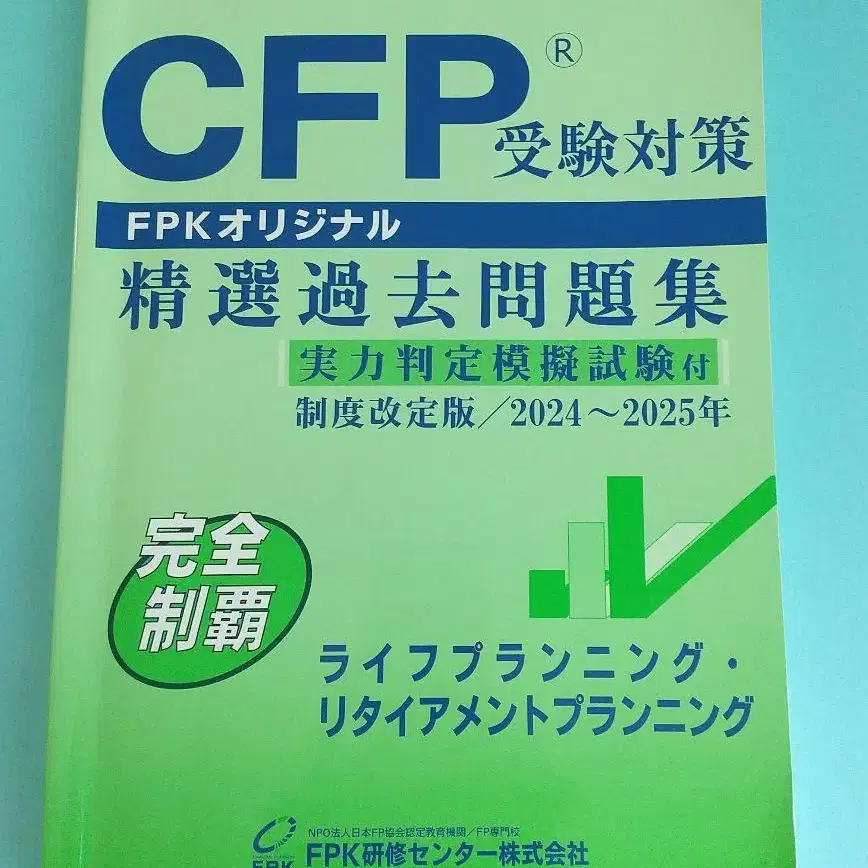 CFP®
受験対策
FPKオリジナル
精選過去問題集
実力判定模擬試験付
制度改定版／2024～2025年
完全
制覇
ライフプランニング・
リタイアメントプランニング
NPO法人日本FP協会認定教育機関／FP専門校
FPK
FPK研修センター株式会社